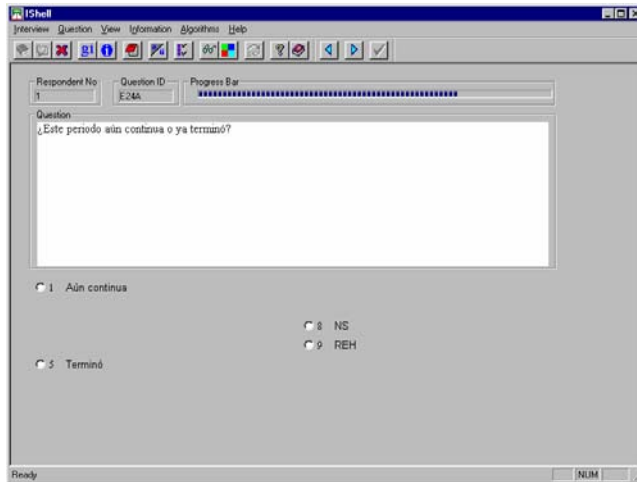 IShell
Interview Question View Information Algorithms Help
g1
Respondent No
Question ID
Progress Bar
1
E24A
Question
¿Este periodo aún continua o ya terminó?
1 Aún continua
8 NS
9 REH
5 Terminó
Ready
NUM